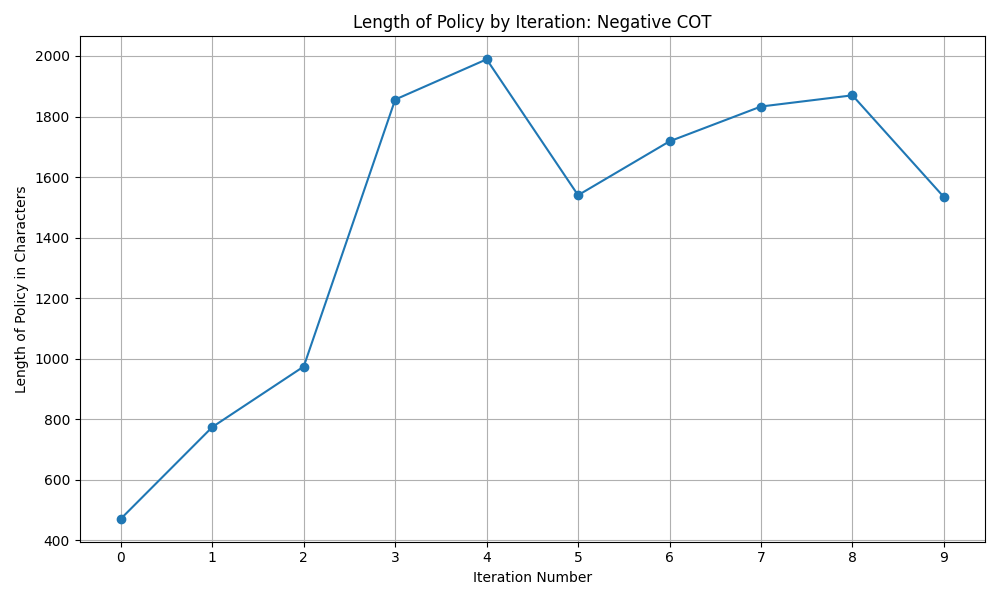 Length of Policy by Iteration: Negative COT
Length of Policy in Characters
2000
1800
1600
1400
1200
1000
800
600
400
0 1 2 3 4 5 6 7 8 9
Iteration Number